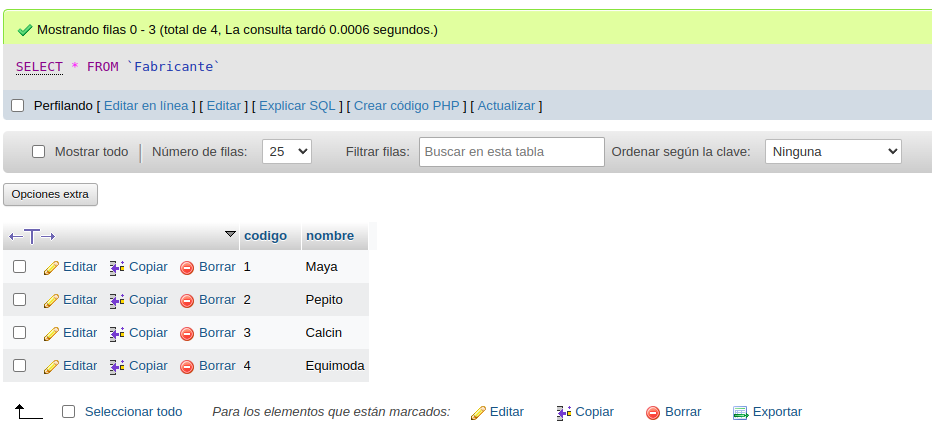 Mostrando filas 0 - 3 (total de 4, La consulta tardó 0.0006 segundos.)
SELECT * FROM `Fabricante`
Perfilando [ Editar en línea ] [ Editar ] [ Explicar SQL ] [ Crear código PHP ] [ Actualizar ]
Mostrar todo | Número de filas: 25 Filtrar filas: Buscar en esta tabla Ordenar según la clave: Ninguna
Opciones extra
←T→ codigo nombre
Editar Copiar Borrar 1 Maya
Editar Copiar Borrar 2 Pepito
Editar Copiar Borrar 3 Calcin
Editar Copiar Borrar 4 Equimoda
Seleccionar todo Para los elementos que están marcados: Editar Copiar Borrar Exportar